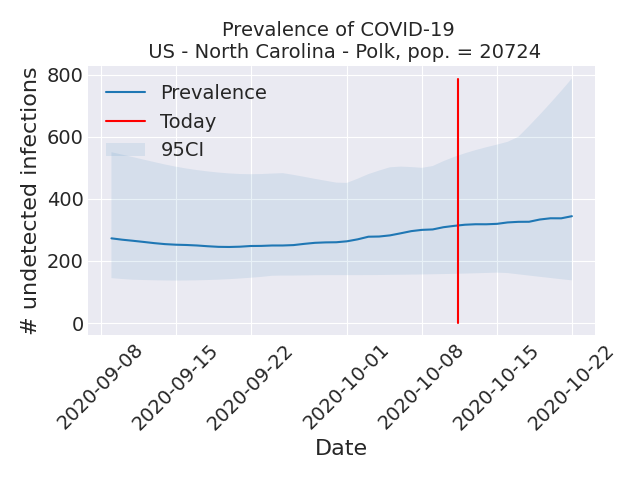 Prevalence of COVID-19
US - North Carolina - Polk, pop. = 20724
# undetected infections
800
600
400
200
0
Prevalence
Today
95CI
2020-09-08
2020-09-15
2020-09-22
2020-10-01
2020-10-08
2020-10-15
2020-10-22
Date